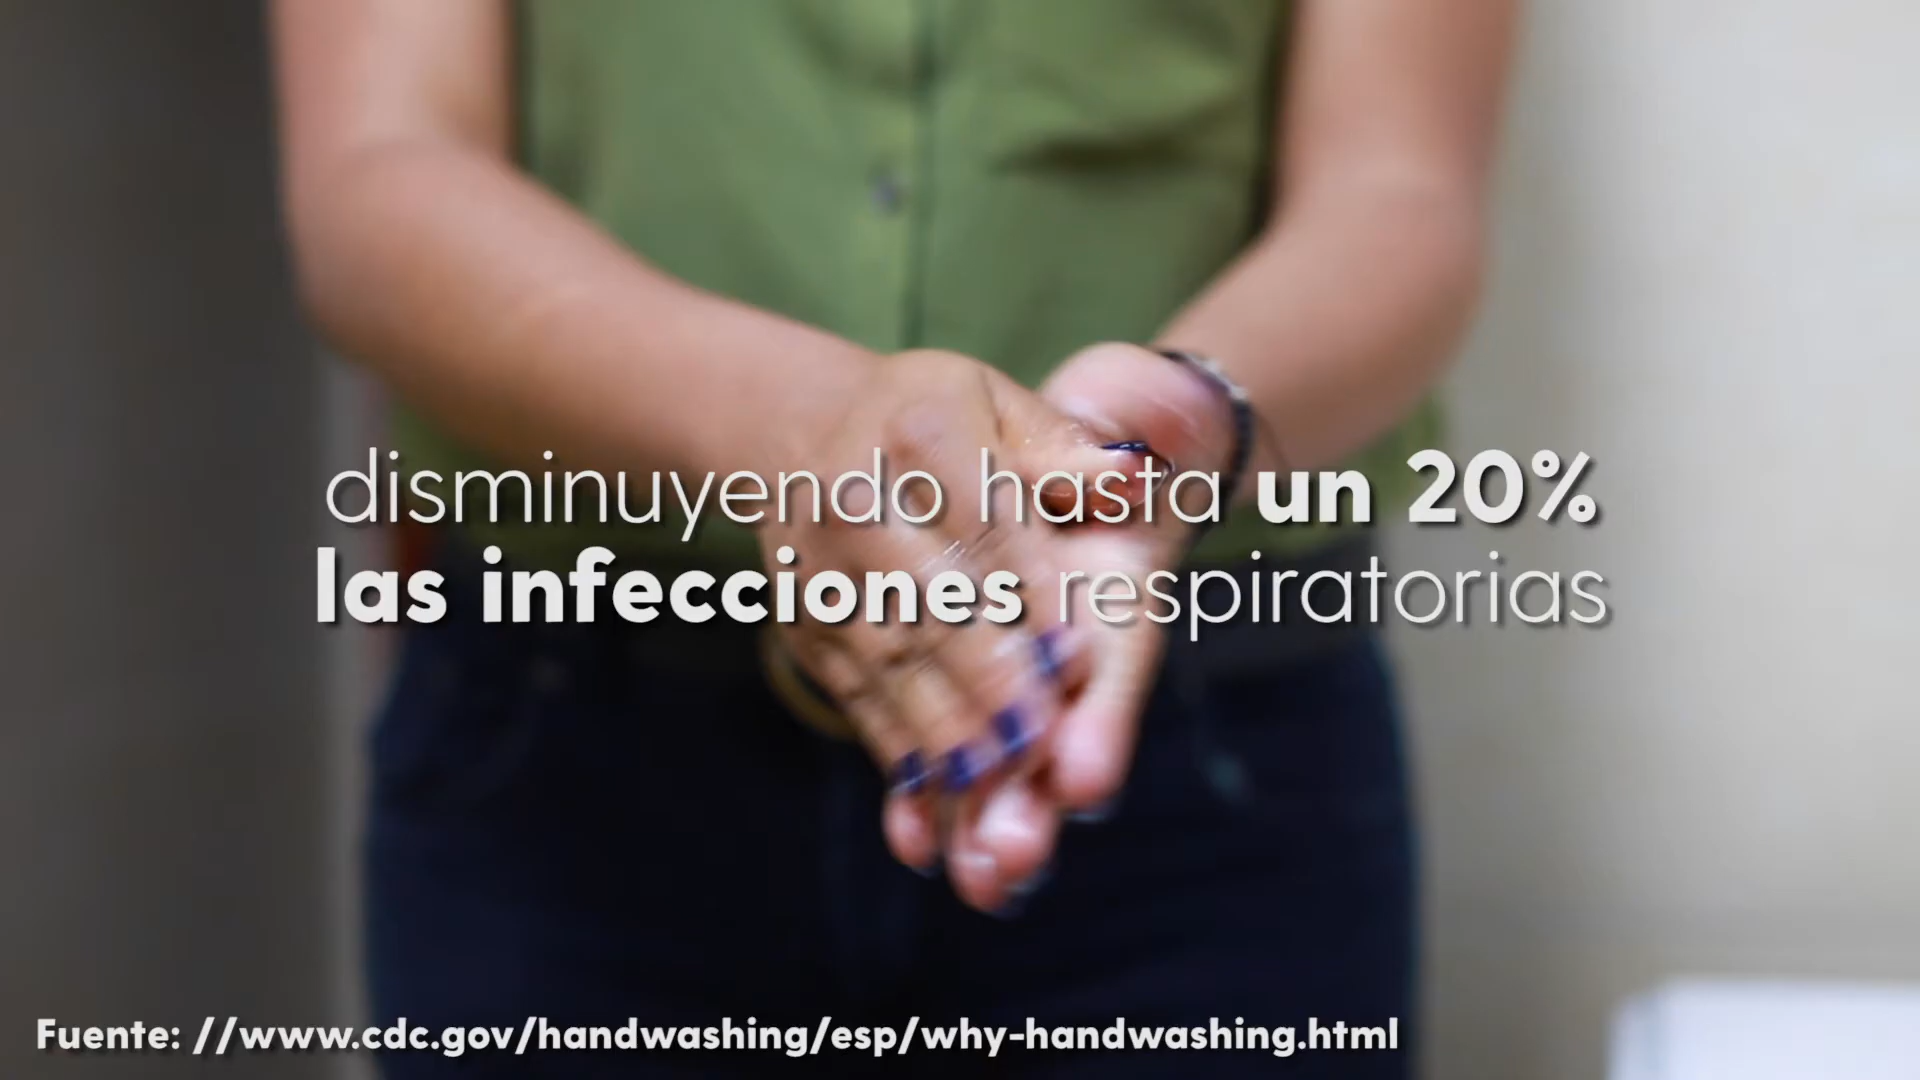 disminuyendo hasta un 20%
las infecciones respiratorias
Fuente: //www.cdc.gov/handwashing/esp/why-handwashing.html